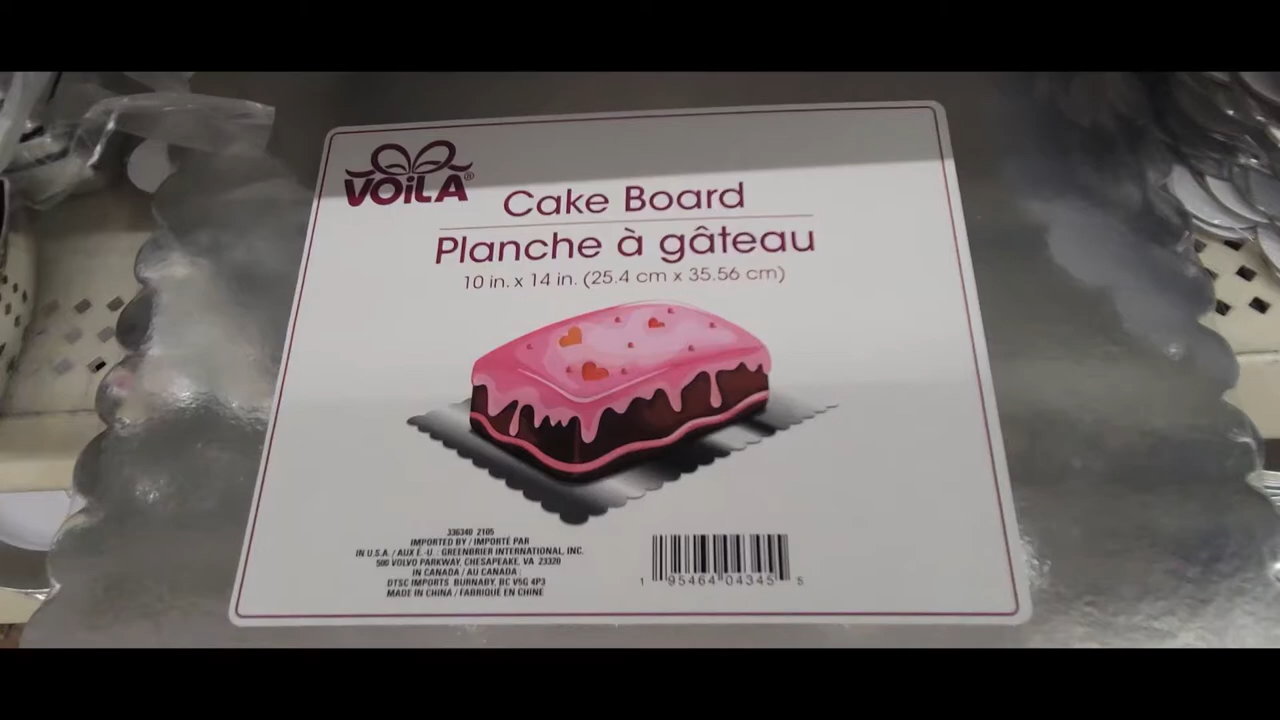 VOiLA®
Cake Board
Planche à gâteau
10 in. x 14 in. (25.4 cm x 35.56 cm)
336340 2105
IMPORTED BY / IMPORTÉ PAR
IN U.S.A. / AUX É.-U.: GREENBRIER INTERNATIONAL, INC.
500 VOLVO PARKWAY, CHESAPEAKE, VA 23320
IN CANADA / AU CANADA :
DTSC IMPORTS BURNABY, BC V5G 4P3
MADE IN CHINA / FABRIQUÉ EN CHINE
1 95464 04345 5